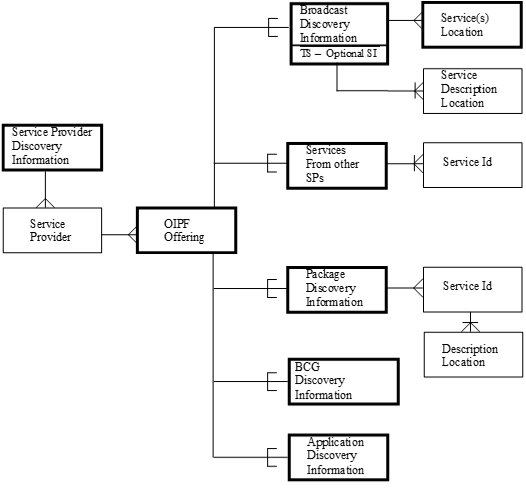 Broadcast
Discovery
Information
TS – Optional SI
Service(s)
Location
Service
Description
Location
Service Provider
Discovery
Information
Services
From other
SPs
Service Id
Service
Provider
OIPF
Offering
Package
Discovery
Information
Service Id
Description
Location
BCG
Discovery
Information
Application
Discovery
Information